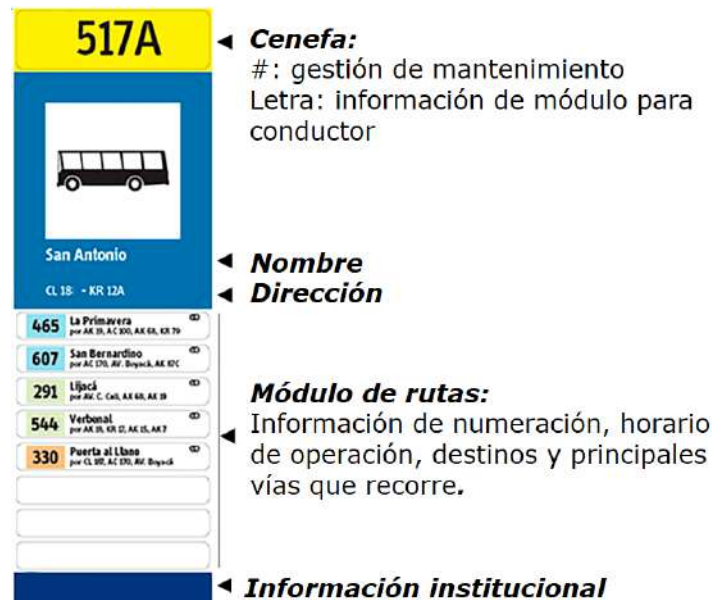 517A
Cenefa:
#: gestión de mantenimiento
Letra: información de módulo para
conductor
San Antonio
Nombre
CL 18 - KR 12A
Dirección
465 La Primavera
por AK 19, AC 100, AK 68, KR 79
607 San Bernardino
por AC 170, AV. Boyacá, AK 87C
291 Lijacá
por AV. C. Cali, AK 68, AK 19
544 Verbenal
por AK 19, KR 17, AK 15, AK 7
330 Puerta al Llano
por CL 187, AC 170, AV. Boyacá
Módulo de rutas:
Información de numeración, horario
de operación, destinos y principales
vías que recorre.
Información institucional